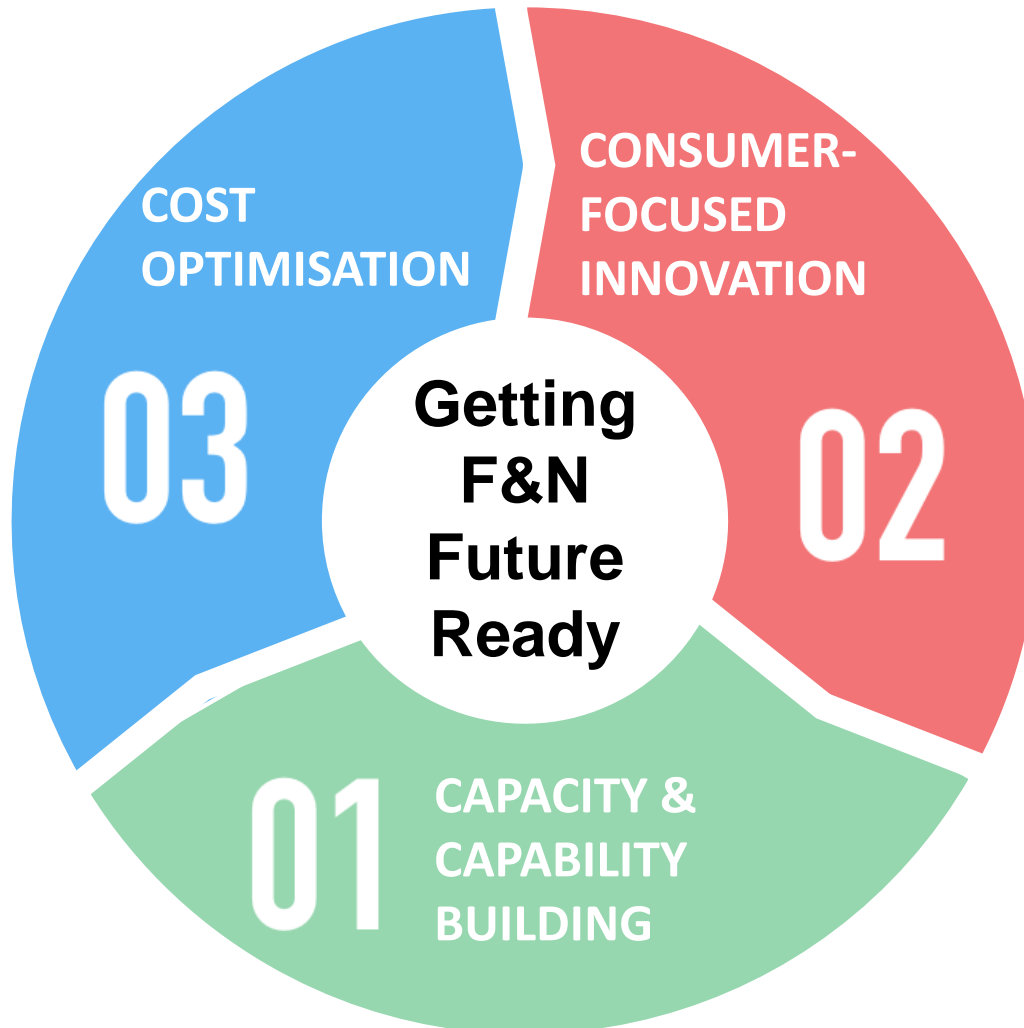 COST
OPTIMISATION
03
CONSUMER-
FOCUSED
INNOVATION
02
Getting
F&N
Future
Ready
01
CAPACITY &
CAPABILITY
BUILDING